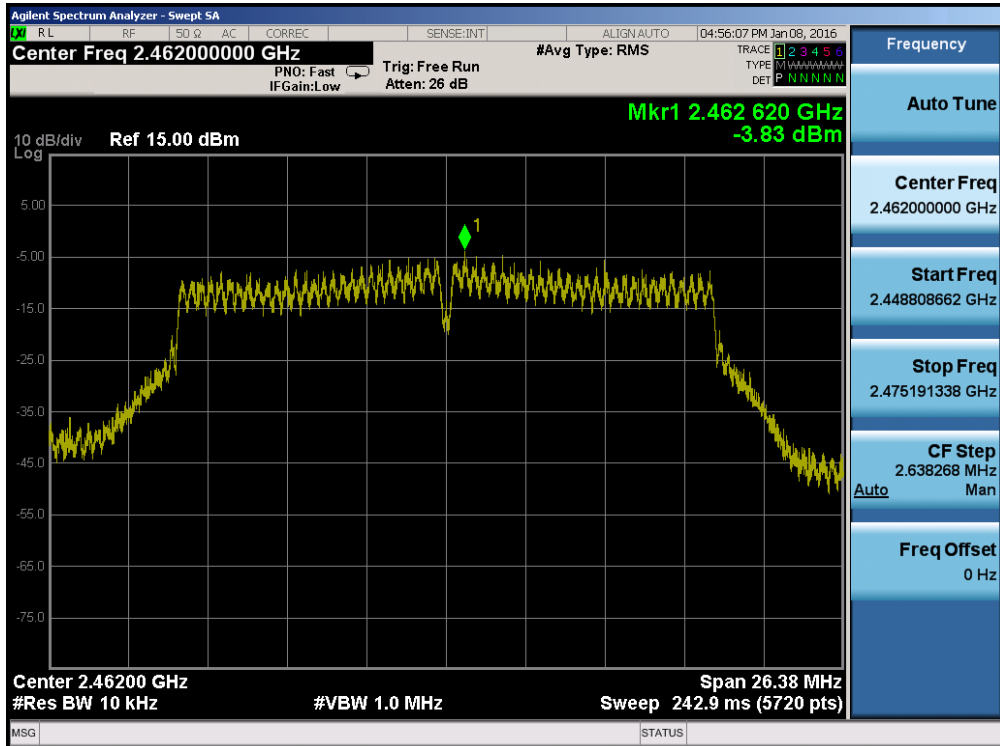 Agilent Spectrum Analyzer - Swept SA
LXI RL RF 50 Ω AC CORREC SENSE:INT ALIGN AUTO 04:56:07 PM Jan 08, 2016
Center Freq 2.462000000 GHz
#Avg Type: RMS
TRACE 1 2 3 4 5 6
PNO: Fast
Trig: Free Run
TYPE M
IFGain:Low
Atten: 26 dB
DET P N N N N N
Mkr1 2.462 620 GHz
-3.83 dBm
10 dB/div Ref 15.00 dBm
Log
1
5.00
-5.00
-15.0
-25.0
-35.0
-45.0
-55.0
-65.0
-75.0
Center 2.46200 GHz
Span 26.38 MHz
#Res BW 10 kHz
#VBW 1.0 MHz
Sweep 242.9 ms (5720 pts)
MSG
STATUS
Frequency
Auto Tune
Center Freq
2.462000000 GHz
Start Freq
2.448808662 GHz
Stop Freq
2.475191338 GHz
CF Step
2.638268 MHz
Auto Man
Freq Offset
0 Hz